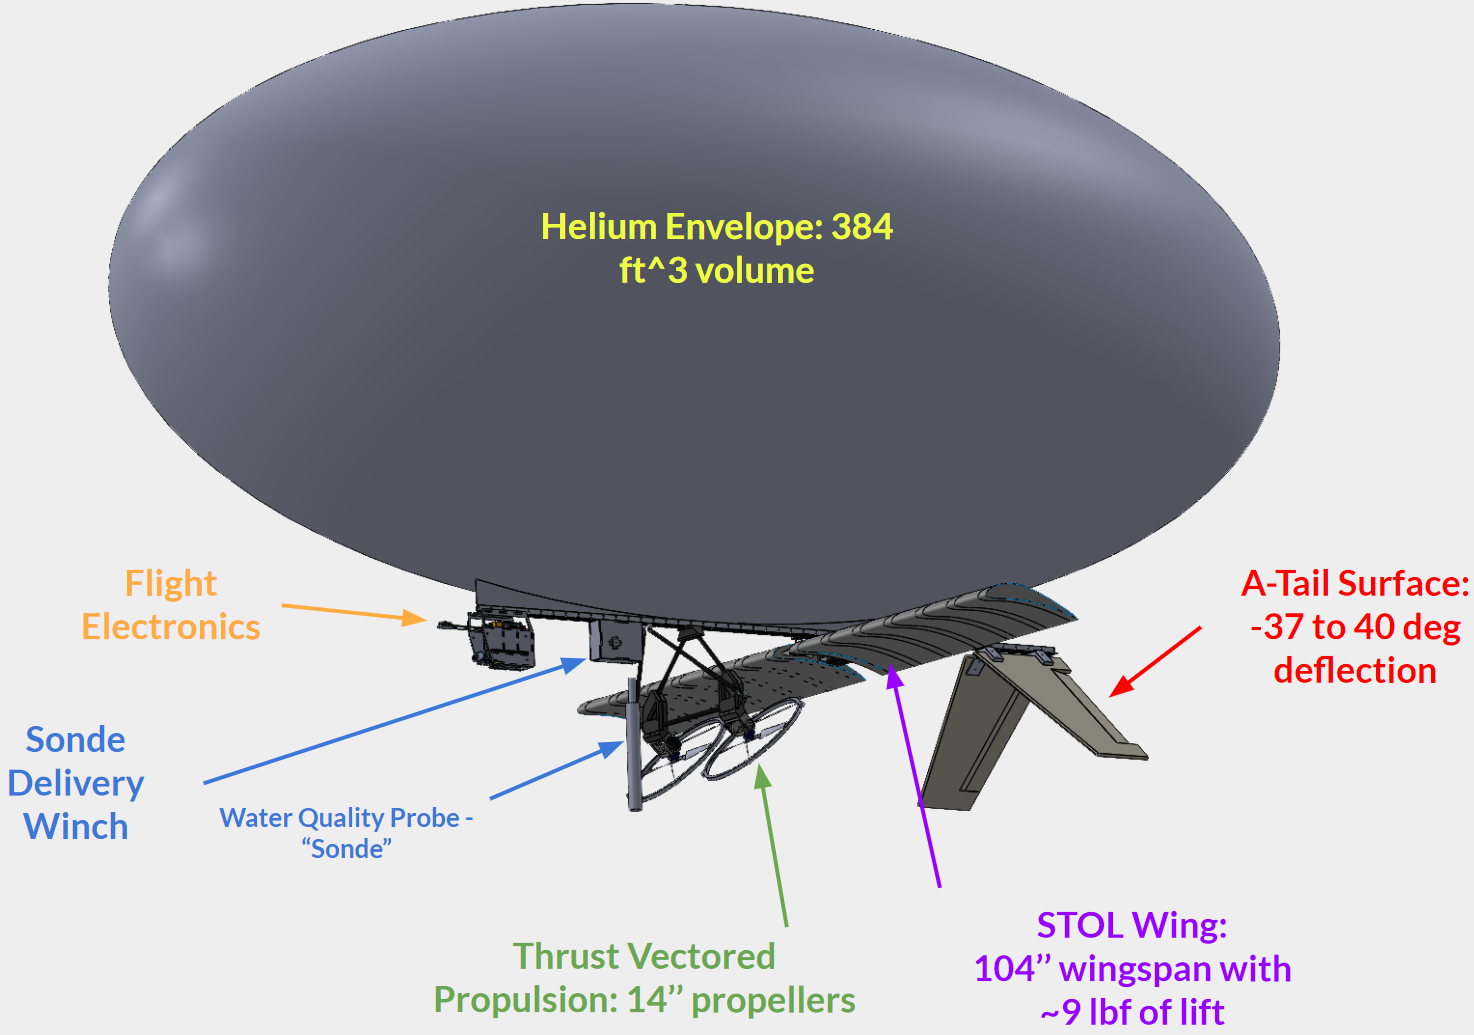 Helium Envelope: 384
ft^3 volume
Flight
Electronics
A-Tail Surface:
-37 to 40 deg
deflection
Sonde
Delivery
Winch
Water Quality Probe -
“Sonde”
Thrust Vectored
Propulsion: 14’’ propellers
STOL Wing:
104’’ wingspan with
~9 lbf of lift